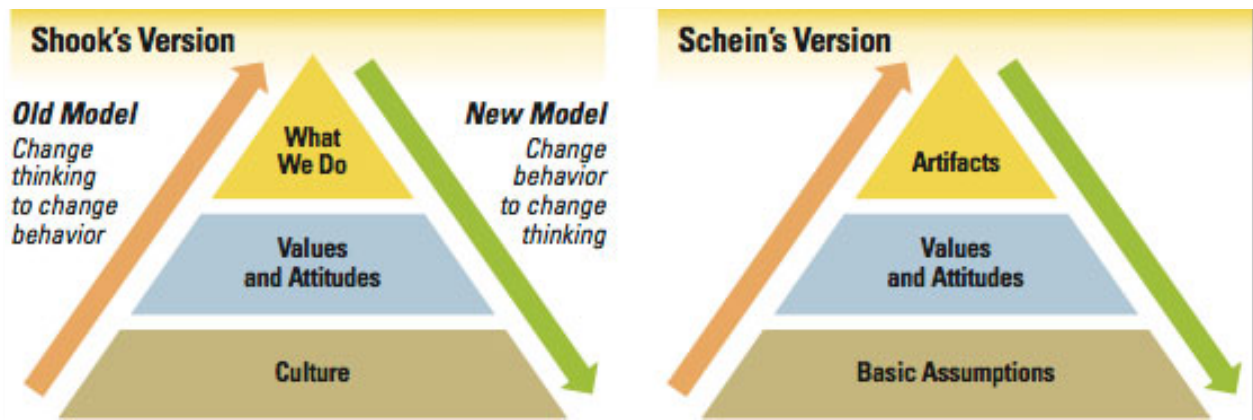 Shook's Version
Old Model
Change
thinking
to change
behavior
What
We Do
New Model
Change
behavior
to change
thinking
Values
and Attitudes
Culture
Schein's Version
Artifacts
Values
and Attitudes
Basic Assumptions